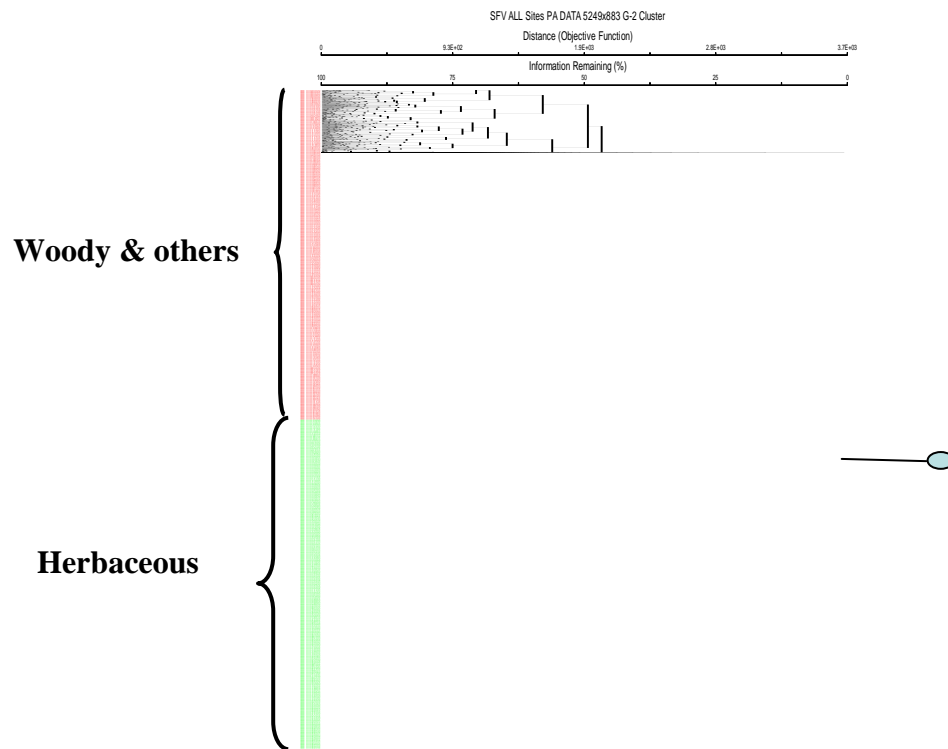 SFV ALL Sites PA DATA 5249x883 G-2 Cluster
Distance (Objective Function)
0 9.3E+02 1.9E+03 2.8E+03 3.7E+03
Information Remaining (%)
100 75 50 25 0
Woody & others
Herbaceous